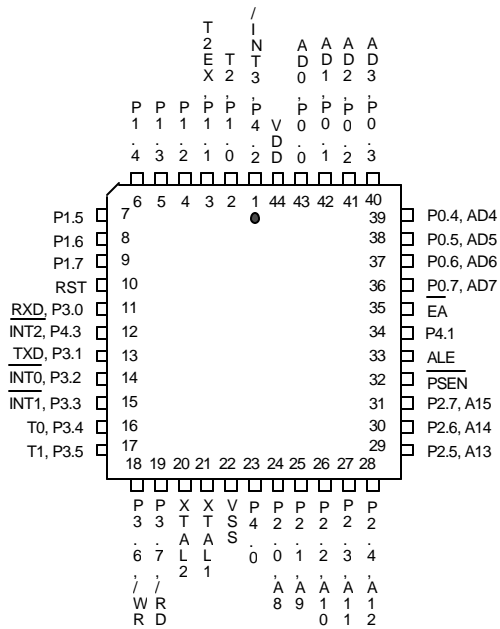 P1.4
P1.3
P1.2
T2EX, P1.1
T2, P1.0
/INT3, P4.2
VDD
AD0, P0.0
AD1, P0.1
AD2, P0.2
AD3, P0.3
6 5 4 3 2 1 44 43 42 41 40
P1.5 7
P1.6 8
P1.7 9
RST 10
RXD, P3.0 11
INT2, P4.3 12
TXD, P3.1 13
INT0, P3.2 14
INT1, P3.3 15
T0, P3.4 16
T1, P3.5 17
39 P0.4, AD4
38 P0.5, AD5
37 P0.6, AD6
36 P0.7, AD7
35 EA
34 P4.1
33 ALE
32 PSEN
31 P2.7, A15
30 P2.6, A14
29 P2.5, A13
18 19 20 21 22 23 24 25 26 27 28
P3.6, /WR
P3.7, /RD
XTAL2
XTAL1
VSS
P4.0
P2.0, A8
P2.1, A9
P2.2, A10
P2.3, A11
P2.4, A12